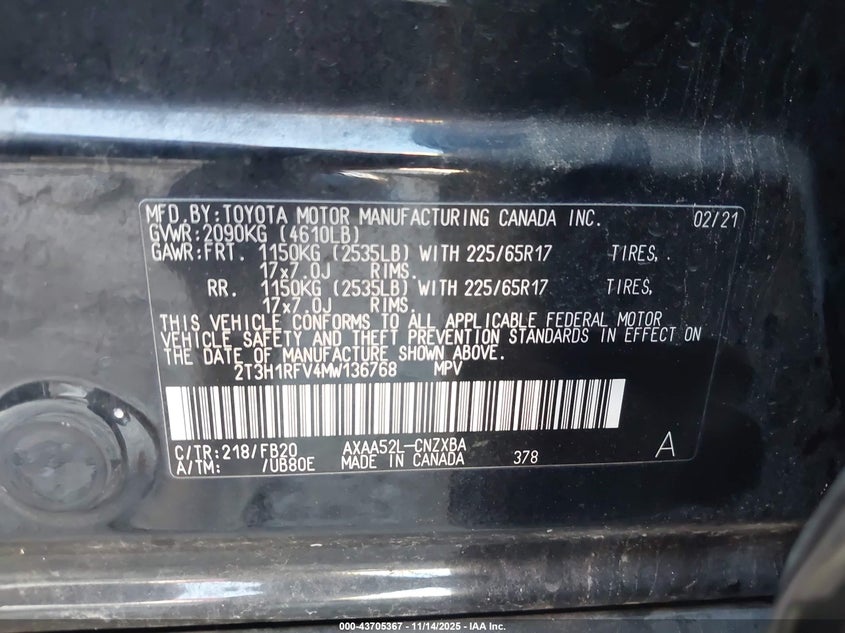 MFD.BY:TOYOTA MOTOR MANUFACTURING CANADA INC. 02/21
GVWR:2090KG (4610LB)
GAWR:FRT. 1150KG (2535LB) WITH 225/65R17 TIRES,
17x7.0J RIMS.
RR. 1150KG (2535LB) WITH 225/65R17 TIRES,
17x7.0J RIMS.
THIS VEHICLE CONFORMS TO ALL APPLICABLE FEDERAL MOTOR
VEHICLE SAFETY AND THEFT PREVENTION STANDARDS IN EFFECT ON
THE DATE OF MANUFACTURE SHOWN ABOVE.
2T3H1RFV4MW136768 MPV
C/TR:218/FB20 AXAA52L-CNZXBA
A/TM: /UB80E MADE IN CANADA 378 A
000-43705367 - 11/14/2025 - IAA Inc.